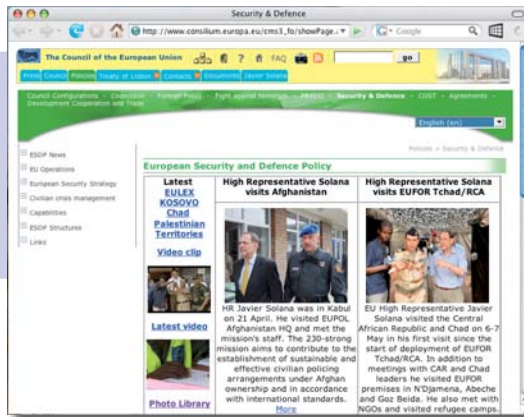 Security & Defence
http://www.consilium.europa.eu/cms3_fo/showPage.
Google
The Council of the European Union
FAQ
go
Press Council Policies Treaty of Lisbon Contacts Documents Javier Solana
Council Configurations - Civil - Foreign Policy - Fight against terrorism - - Security & Defence - COST - Agreements -
Development Cooperation and Trade
English (en)
Policies > Security & Defence
ESDP News
EU Operations
European Security Strategy
Civilian crisis management
Capabilities
ESDP Structures
Links
European Security and Defence Policy
Latest
EULEX
KOSOVO
Chad
Palestinian
Territories
Video clip
Latest video
Photo Library
High Representative Solana
visits Afghanistan
HR Javier Solana was in Kabul
on 21 April. He visited EUPOL
Afghanistan HQ and met the
mission's staff. The 230-strong
mission aims to contribute to the
establishment of sustainable and
effective civilian policing
arrangements under Afghan
ownership and in accordance
with international standards.
More
High Representative Solana
visits EUFOR Tchad/RCA
EU High Representative Javier
Solana visited the Central
African Republic and Chad on 6-7
May in his first visit since the
start of deployment of EUFOR
Tchad/RCA. In addition to
meetings with CAR and Chad
leaders he visited EUFOR
premises in N'Djamena, Abeche
and Goz Beida. He also met with
NGOs and visited refugee camps.